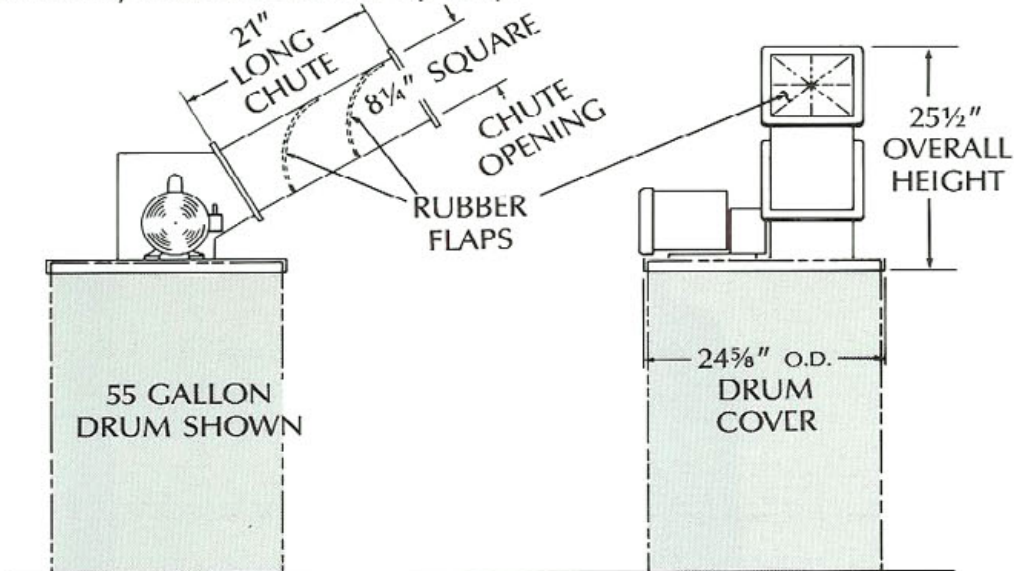 21"
LONG
CHUTE
8¼" SQUARE
CHUTE
OPENING
RUBBER
FLAPS
25½"
OVERALL
HEIGHT
55 GALLON
DRUM SHOWN
24⅝" O.D.
DRUM
COVER